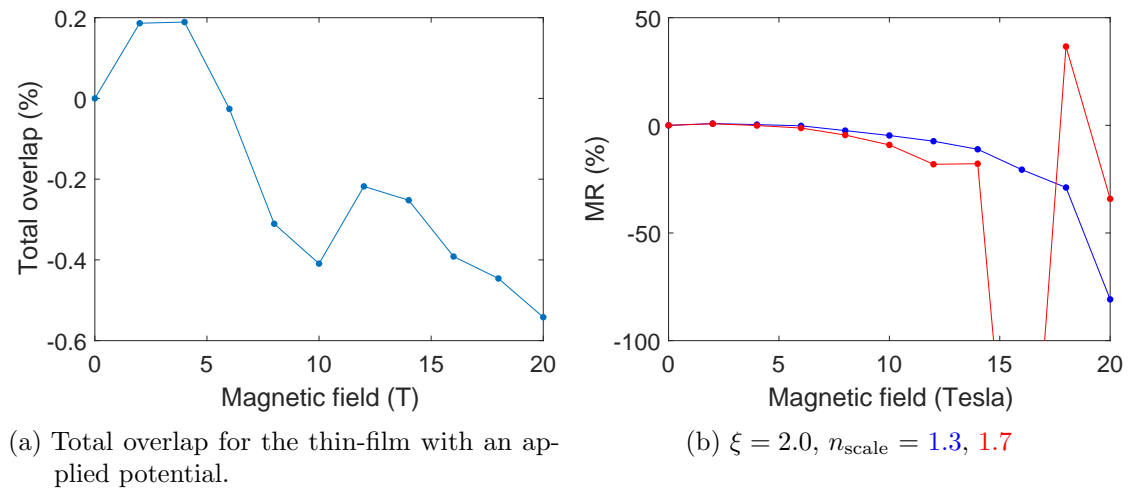 0.2
0
-0.2
-0.4
-0.6
Total overlap (%)
0 5 10 15 20
Magnetic field (T)
(a) Total overlap for the thin-film with an ap-
plied potential.
50
0
-50
-100
MR (%)
0 5 10 15 20
Magnetic field (Tesla)
(b) ξ = 2.0, n_scale = 1.3, 1.7